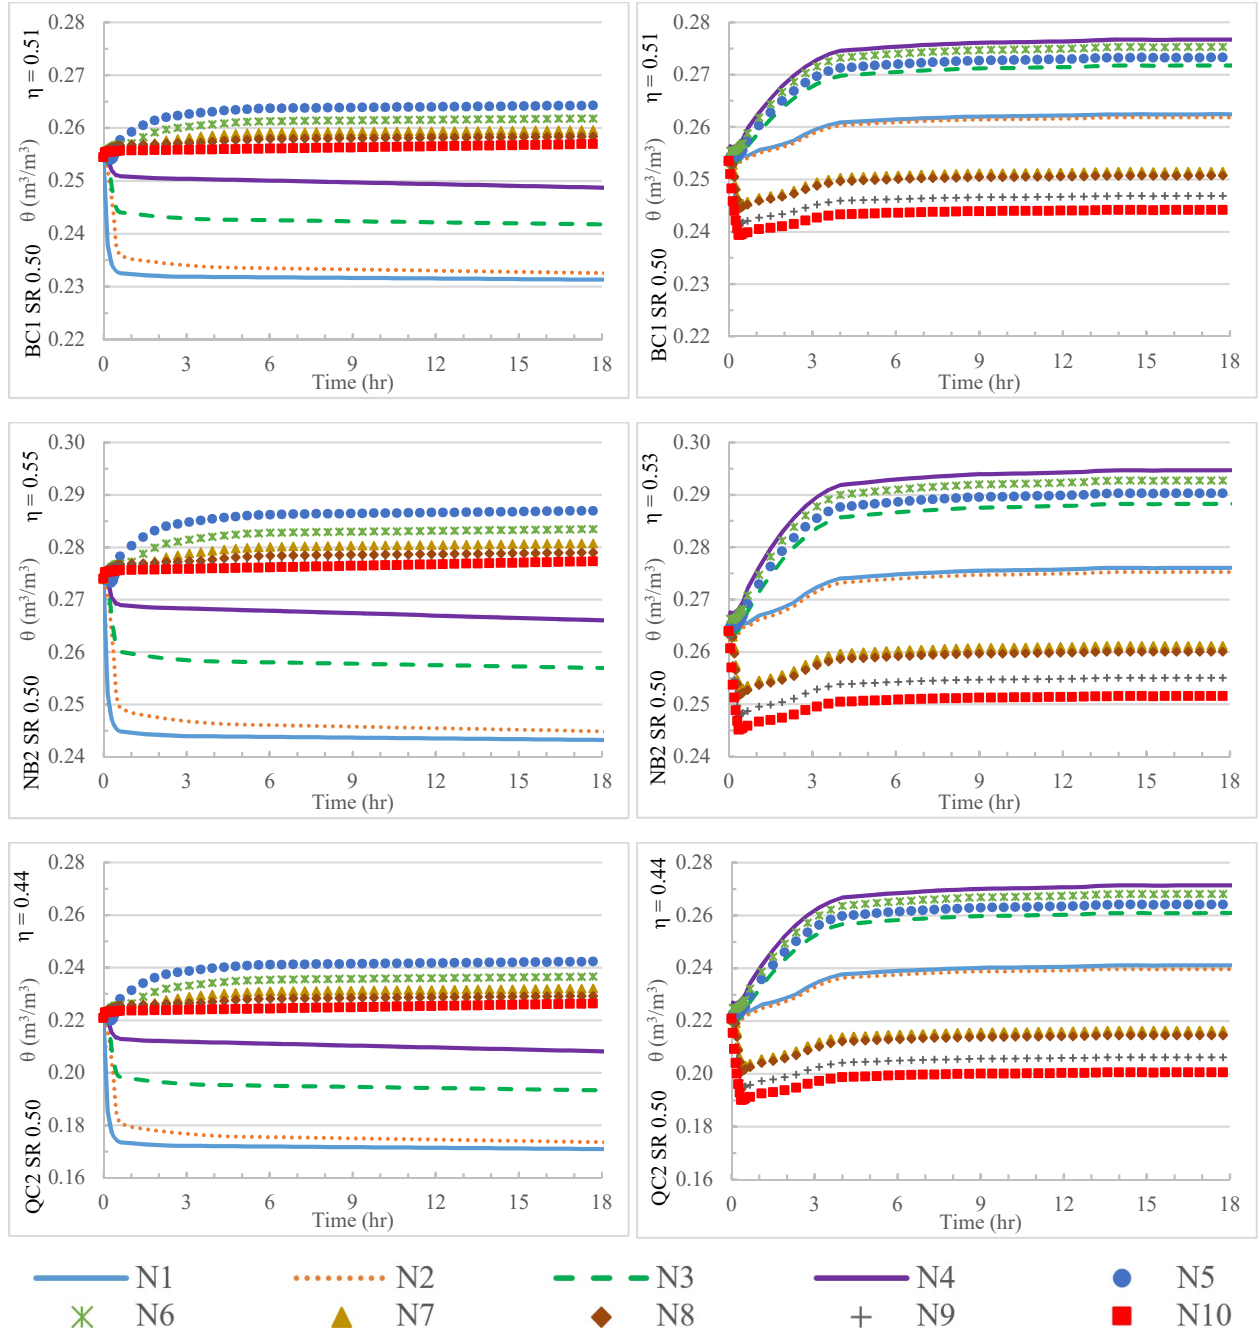 BC1 SR 0.50 θ (m³/m³) η = 0.51
0.28
0.27
0.26
0.25
0.24
0.23
0.22
0 3 6 9 12 15 18
Time (hr)
BC1 SR 0.50 θ (m³/m³) η = 0.51
0.28
0.27
0.26
0.25
0.24
0.23
0.22
0 3 6 9 12 15 18
Time (hr)
NB2 SR 0.50 θ (m³/m³) η = 0.55
0.30
0.29
0.28
0.27
0.26
0.25
0.24
0 3 6 9 12 15 18
Time (hr)
NB2 SR 0.50 θ (m³/m³) η = 0.53
0.30
0.29
0.28
0.27
0.26
0.25
0.24
0 3 6 9 12 15 18
Time (hr)
QC2 SR 0.50 θ (m³/m³) η = 0.44
0.28
0.26
0.24
0.22
0.20
0.18
0.16
0 3 6 9 12 15 18
Time (hr)
QC2 SR 0.50 θ (m³/m³) η = 0.44
0.28
0.26
0.24
0.22
0.20
0.18
0.16
0 3 6 9 12 15 18
Time (hr)
N1 N2 N3 N4 N5
N6 N7 N8 N9 N10